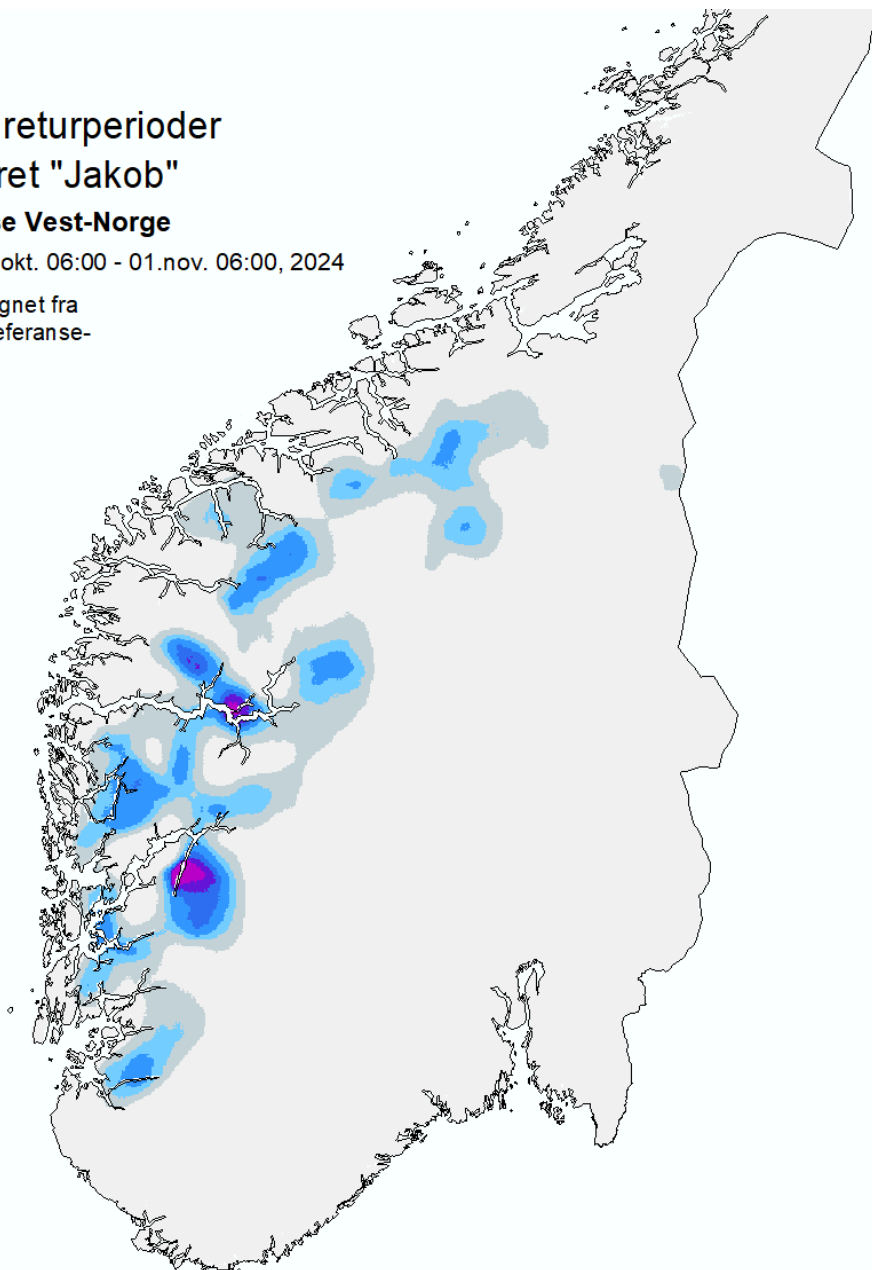 returperioder
ret "Jakob"
e Vest-Norge
okt. 06:00 - 01.nov. 06:00, 2024
gnet fra
eferanse-